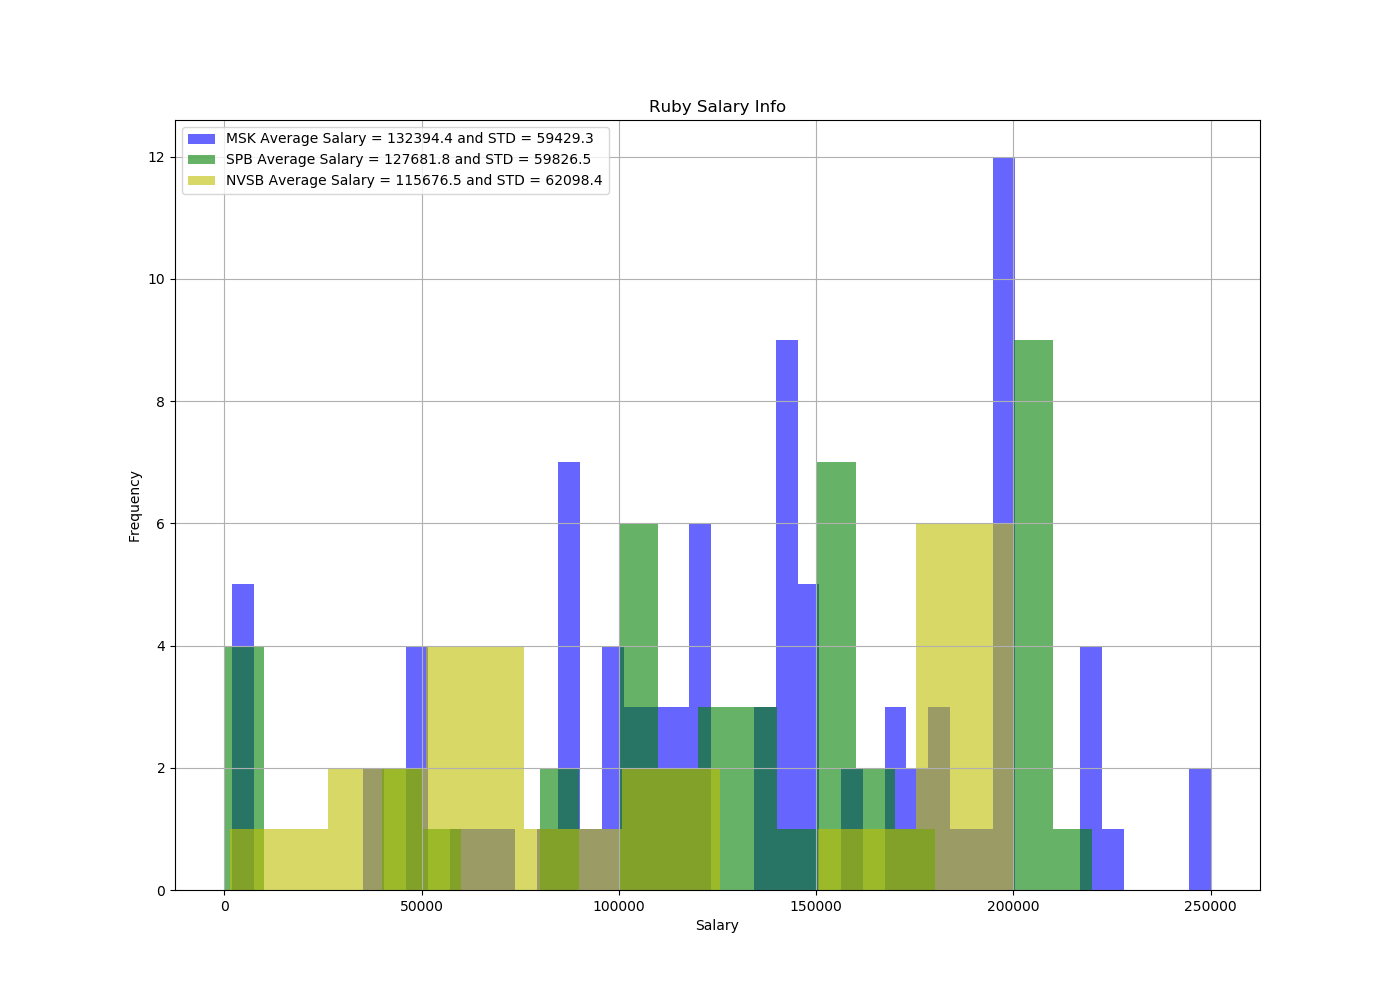 Ruby Salary Info
MSK Average Salary = 132394.4 and STD = 59429.3
SPB Average Salary = 127681.8 and STD = 59826.5
NVSB Average Salary = 115676.5 and STD = 62098.4
12
10
8
6
4
2
0
Frequency
0 50000 100000 150000 200000 250000
Salary